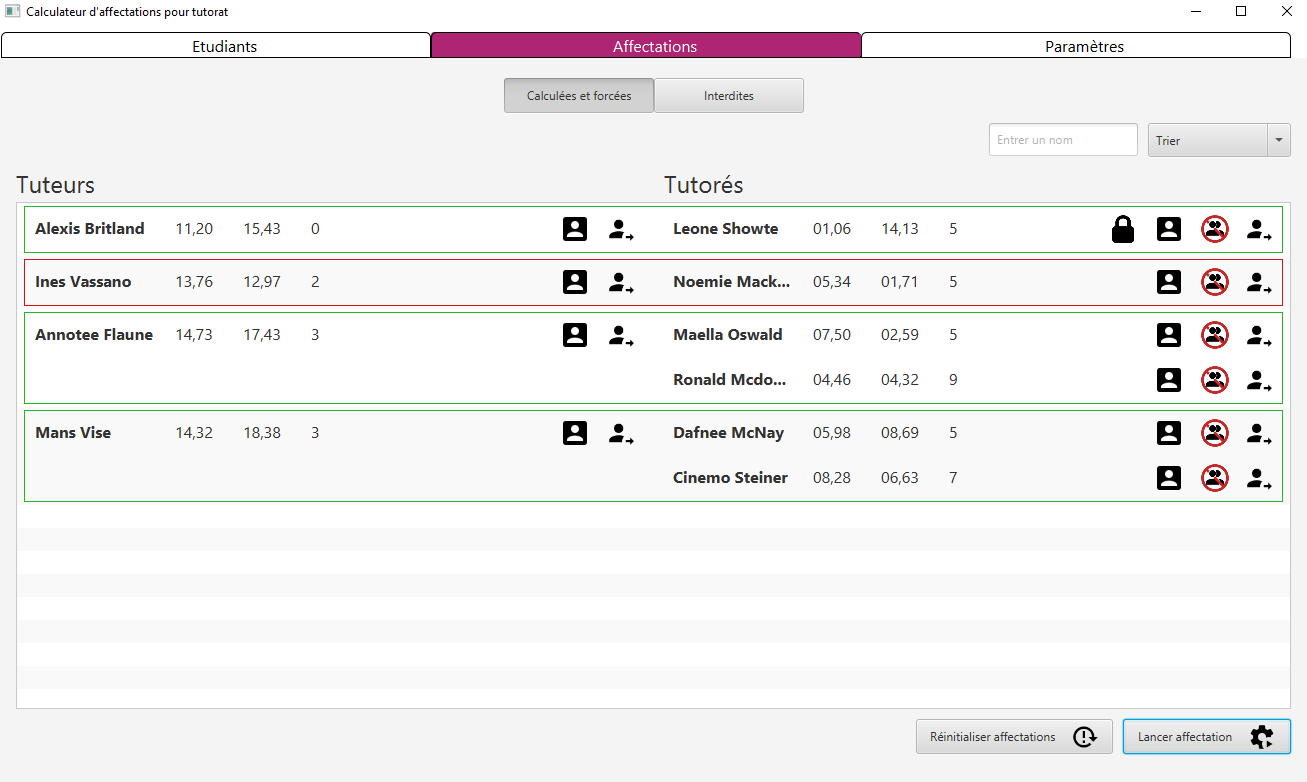 Calculateur d'affectations pour tutorat
Etudiants Affectations Paramètres
Calculées et forcées Interdites
Entrer un nom Trier
Tuteurs Tutorés
Alexis Britland 11,20 15,43 0 Leone Showte 01,06 14,13 5
Ines Vassano 13,76 12,97 2 Noemie Mack... 05,34 01,71 5
Annotee Flaune 14,73 17,43 3 Maella Oswald 07,50 02,59 5
Ronald Mcdo... 04,46 04,32 9
Mans Vise 14,32 18,38 3 Dafnee McNay 05,98 08,69 5
Cinemo Steiner 08,28 06,63 7
Réinitialiser affectations Lancer affectation